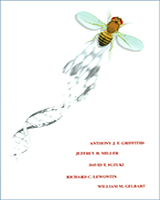 ANTHONY J. F. GRIFFITHS
JEFFREY H. MILLER
DAVID T. SUZUKI
RICHARD C. LEWONTIN
WILLIAM M. GELBART